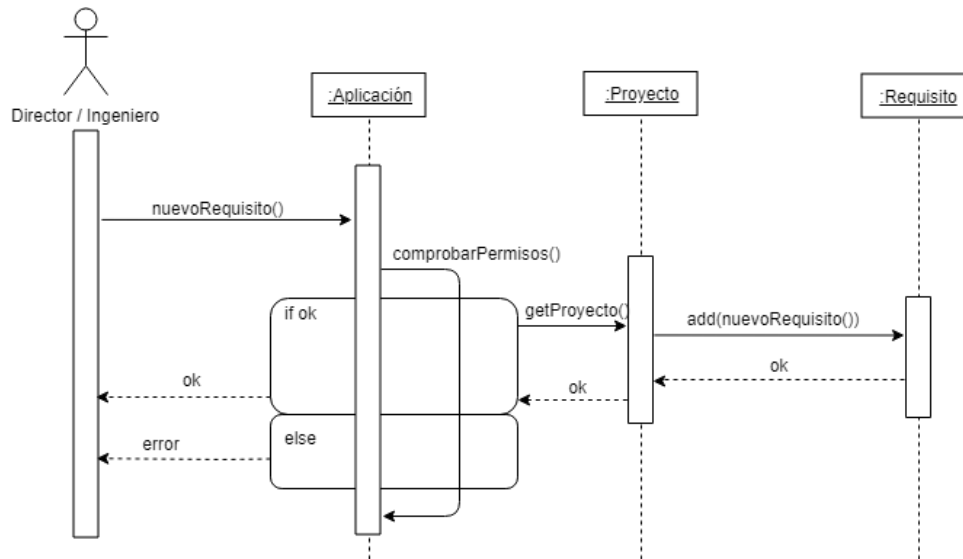 Director / Ingeniero
:Aplicación
:Proyecto
:Requisito
nuevoRequisito()
comprobarPermisos()
if ok
getProyecto()
add(nuevoRequisito())
ok
ok
ok
else
error